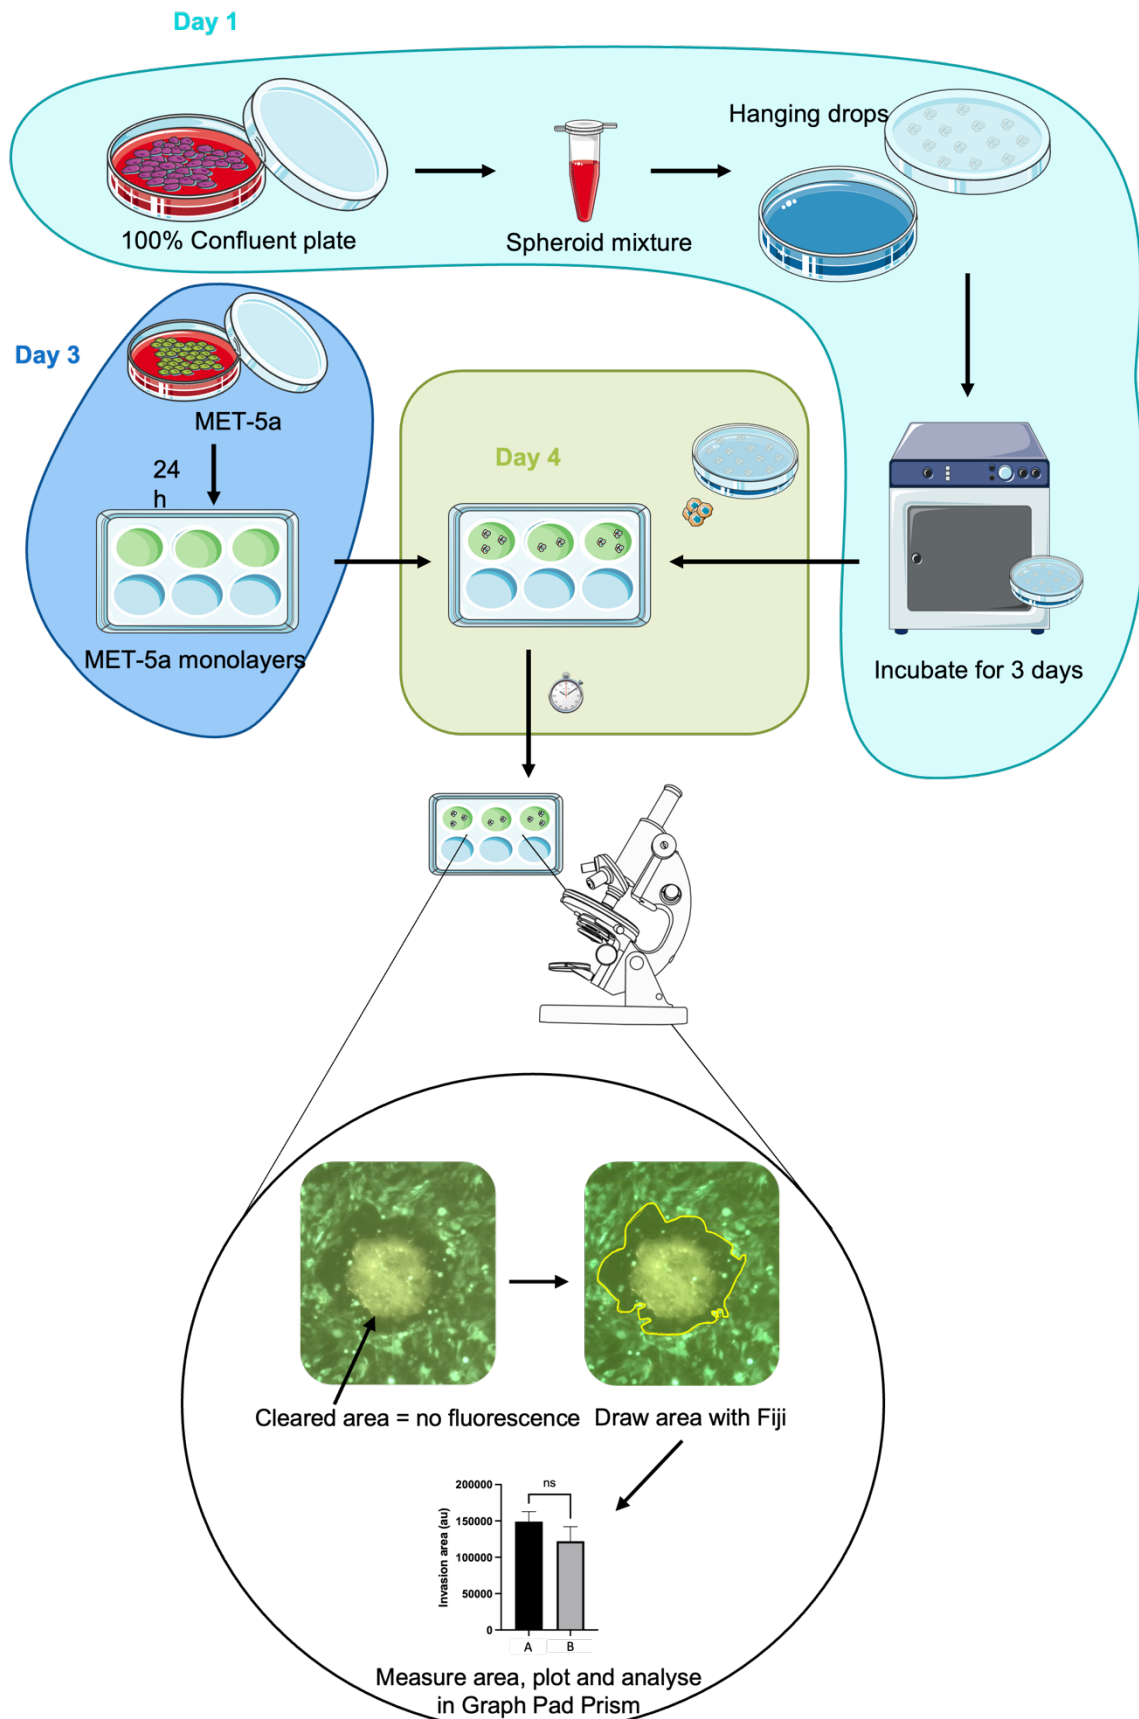 Day 1
Hanging drops
100% Confluent plate
Spheroid mixture
Day 3
MET-5a
24
h
MET-5a monolayers
Day 4
Incubate for 3 days
Cleared area = no fluorescence
Draw area with Fiji
ns
Invasion area (au)
200000
150000
100000
50000
0
A
B
Measure area, plot and analyse
in Graph Pad Prism